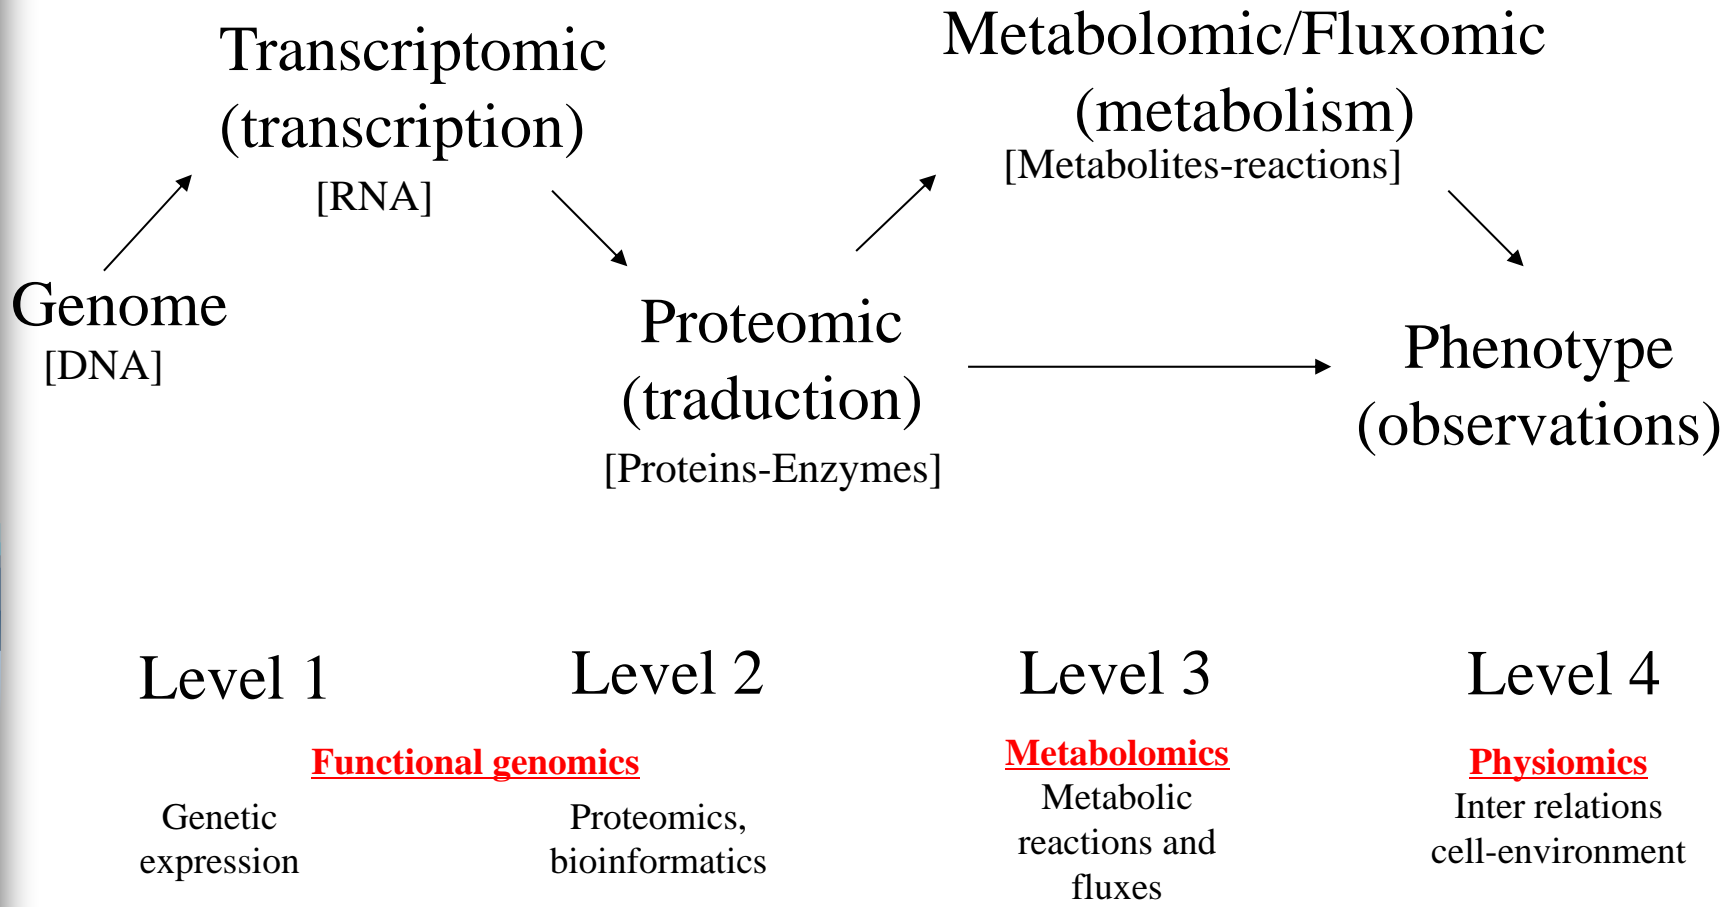 Transcriptomic
(transcription)
[RNA]
Metabolomic/Fluxomic
(metabolism)
[Metabolites-reactions]
Genome
[DNA]
Proteomic
(traduction)
[Proteins-Enzymes]
Phenotype
(observations)
Level 1
Level 2
Level 3
Level 4
Functional genomics
Metabolomics
Physiomics
Genetic
expression
Proteomics,
bioinformatics
Metabolic
reactions and
fluxes
Inter relations
cell-environment